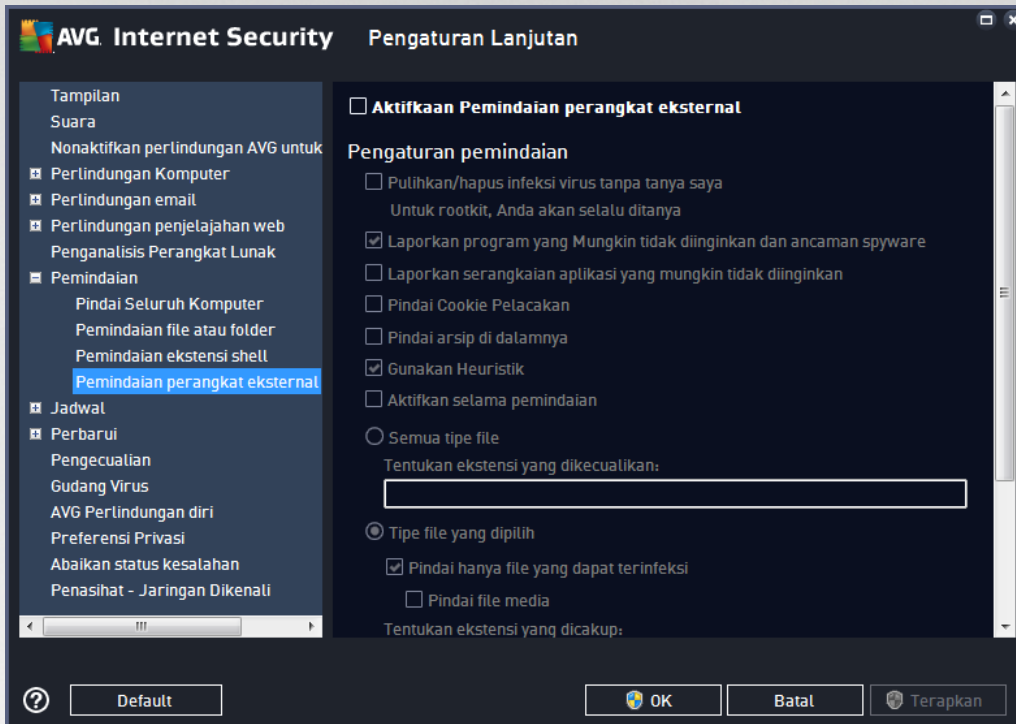 AVG. Internet Security Pengaturan Lanjutan
Tampilan
Suara
Nonaktifkan perlindungan AVG untuk
Perlindungan Komputer
Perlindungan email
Perlindungan penjelajahan web
Penganalisis Perangkat Lunak
Pemindaian
Pindai Seluruh Komputer
Pemindaian file atau folder
Pemindaian ekstensi shell
Pemindaian perangkat eksternal
Jadwal
Perbarui
Pengecualian
Gudang Virus
AVG Perlindungan diri
Preferensi Privasi
Abaikan status kesalahan
Penasihat - Jaringan Dikenali
Aktifkaan Pemindaian perangkat eksternal
Pengaturan pemindaian
Pulihkan/hapus infeksi virus tanpa tanya saya
Untuk rootkit, Anda akan selalu ditanya
Laporkan program yang Mungkin tidak diinginkan dan ancaman spyware
Laporkan serangkaian aplikasi yang mungkin tidak diinginkan
Pindai Cookie Pelacakan
Pindai arsip di dalamnya
Gunakan Heuristik
Aktifkan selama pemindaian
Semua tipe file
Tentukan ekstensi yang dikecualikan:
Tipe file yang dipilih
Pindai hanya file yang dapat terinfeksi
Pindai file media
Tentukan ekstensi yang dicakup:
? Default OK Batal Terapkan